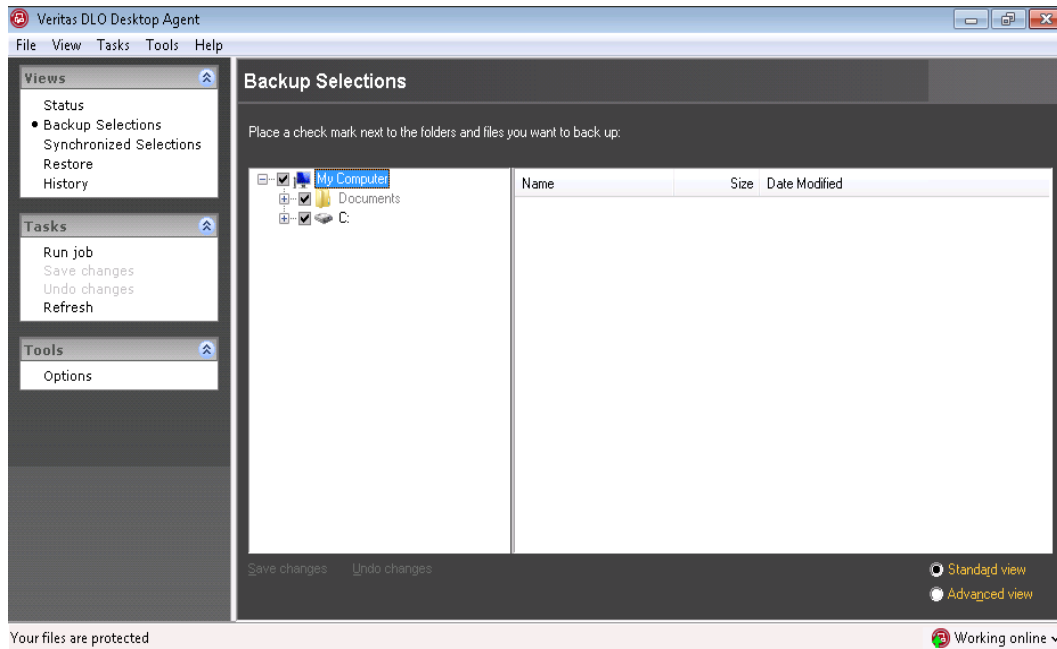 Veritas DLO Desktop Agent
File View Tasks Tools Help
Views
Status
Backup Selections
Synchronized Selections
Restore
History
Tasks
Run job
Save changes
Undo changes
Refresh
Tools
Options
Backup Selections
Place a check mark next to the folders and files you want to back up:
My Computer
Documents
C:
Name Size Date Modified
Save changes Undo changes
Standard view
Advanced view
Your files are protected
Working online